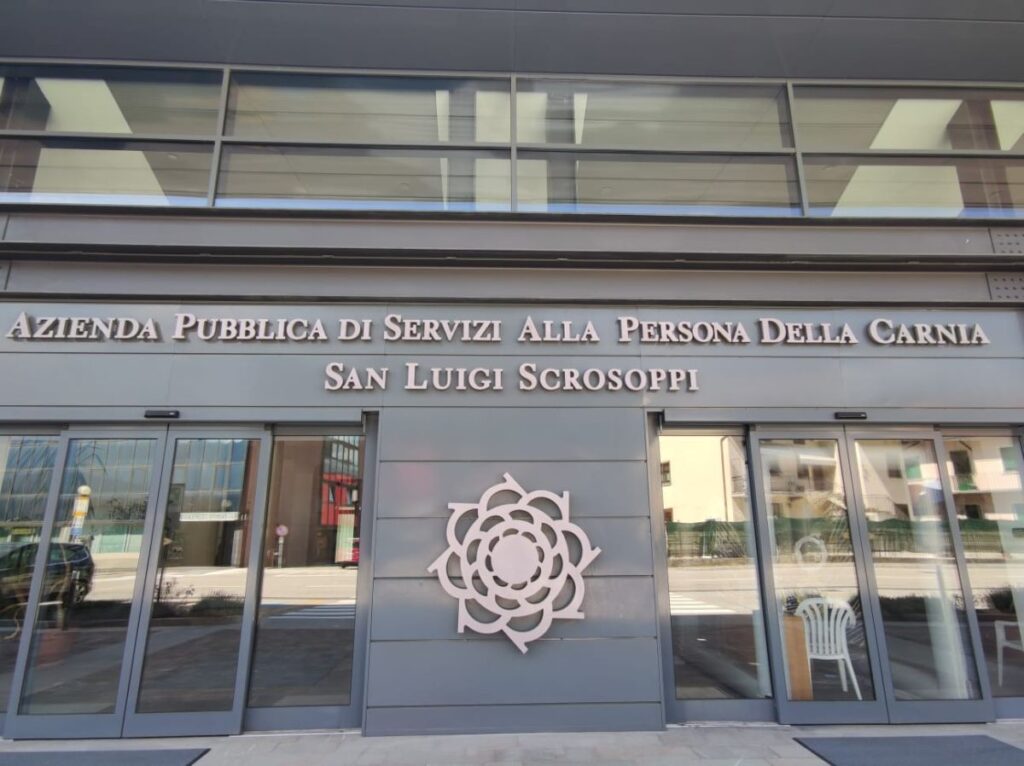 Azienda Pubblica di Servizi Alla Persona Della Carnia
San Luigi Scrosoppi